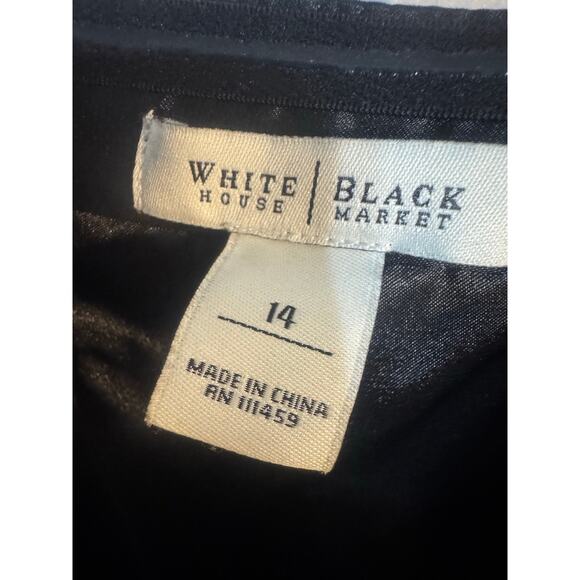 WHITE | BLACK
HOUSE | MARKET
14
MADE IN CHINA
RN 111459